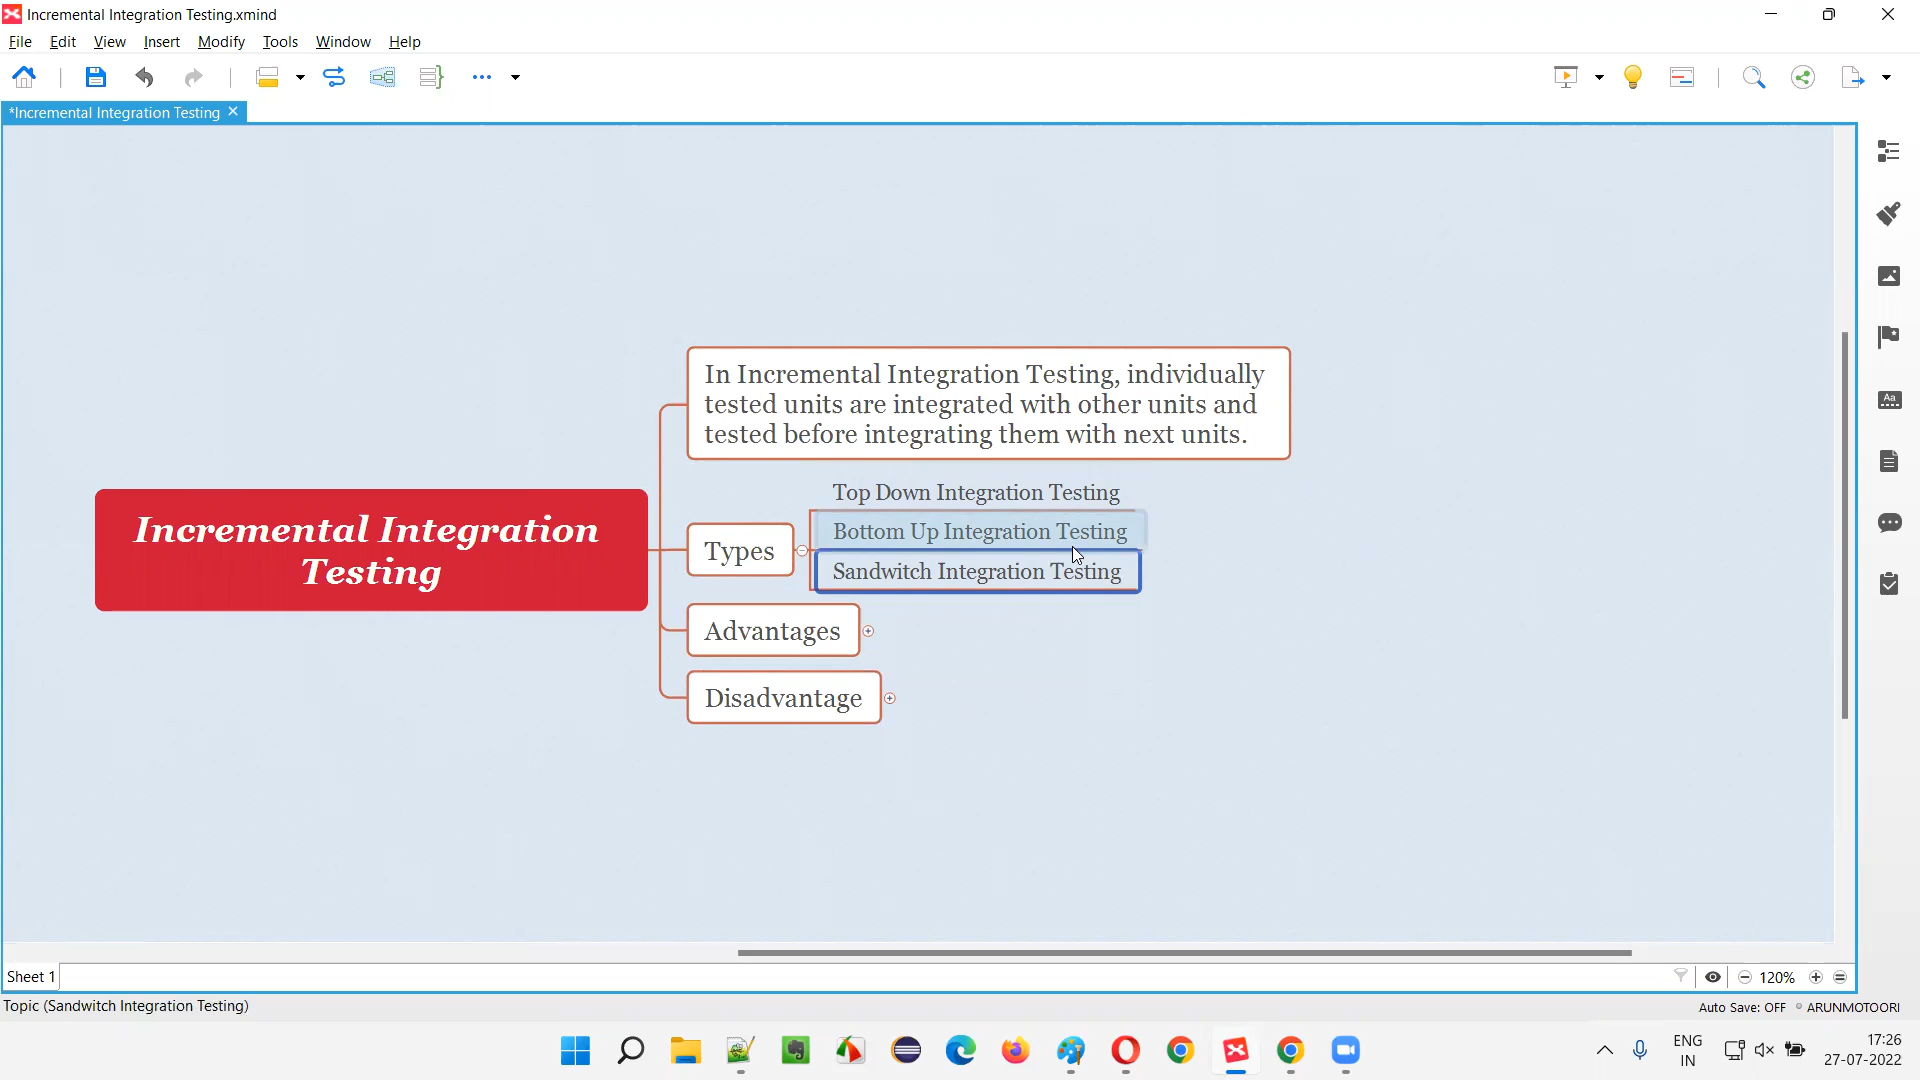 Incremental Integration Testing.xmind
File Edit View Insert Modify Tools Window Help
*Incremental Integration Testing
In Incremental Integration Testing, individually
tested units are integrated with other units and
tested before integrating them with next units.
Incremental Integration
Testing
Types
Top Down Integration Testing
Bottom Up Integration Testing
Sandwitch Integration Testing
Advantages
Disadvantage
Aa
Sheet 1
120%
Topic (Sandwitch Integration Testing)
Auto Save: OFF
ARUNMOTOORI
ENG
IN
17:26
27-07-2022